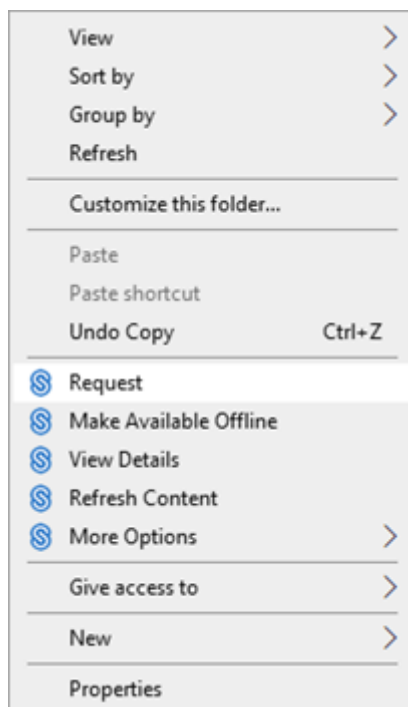 View
Sort by
Group by
Refresh
Customize this folder...
Paste
Paste shortcut
Undo Copy Ctrl+Z
Request
Make Available Offline
View Details
Refresh Content
More Options
Give access to
New
Properties